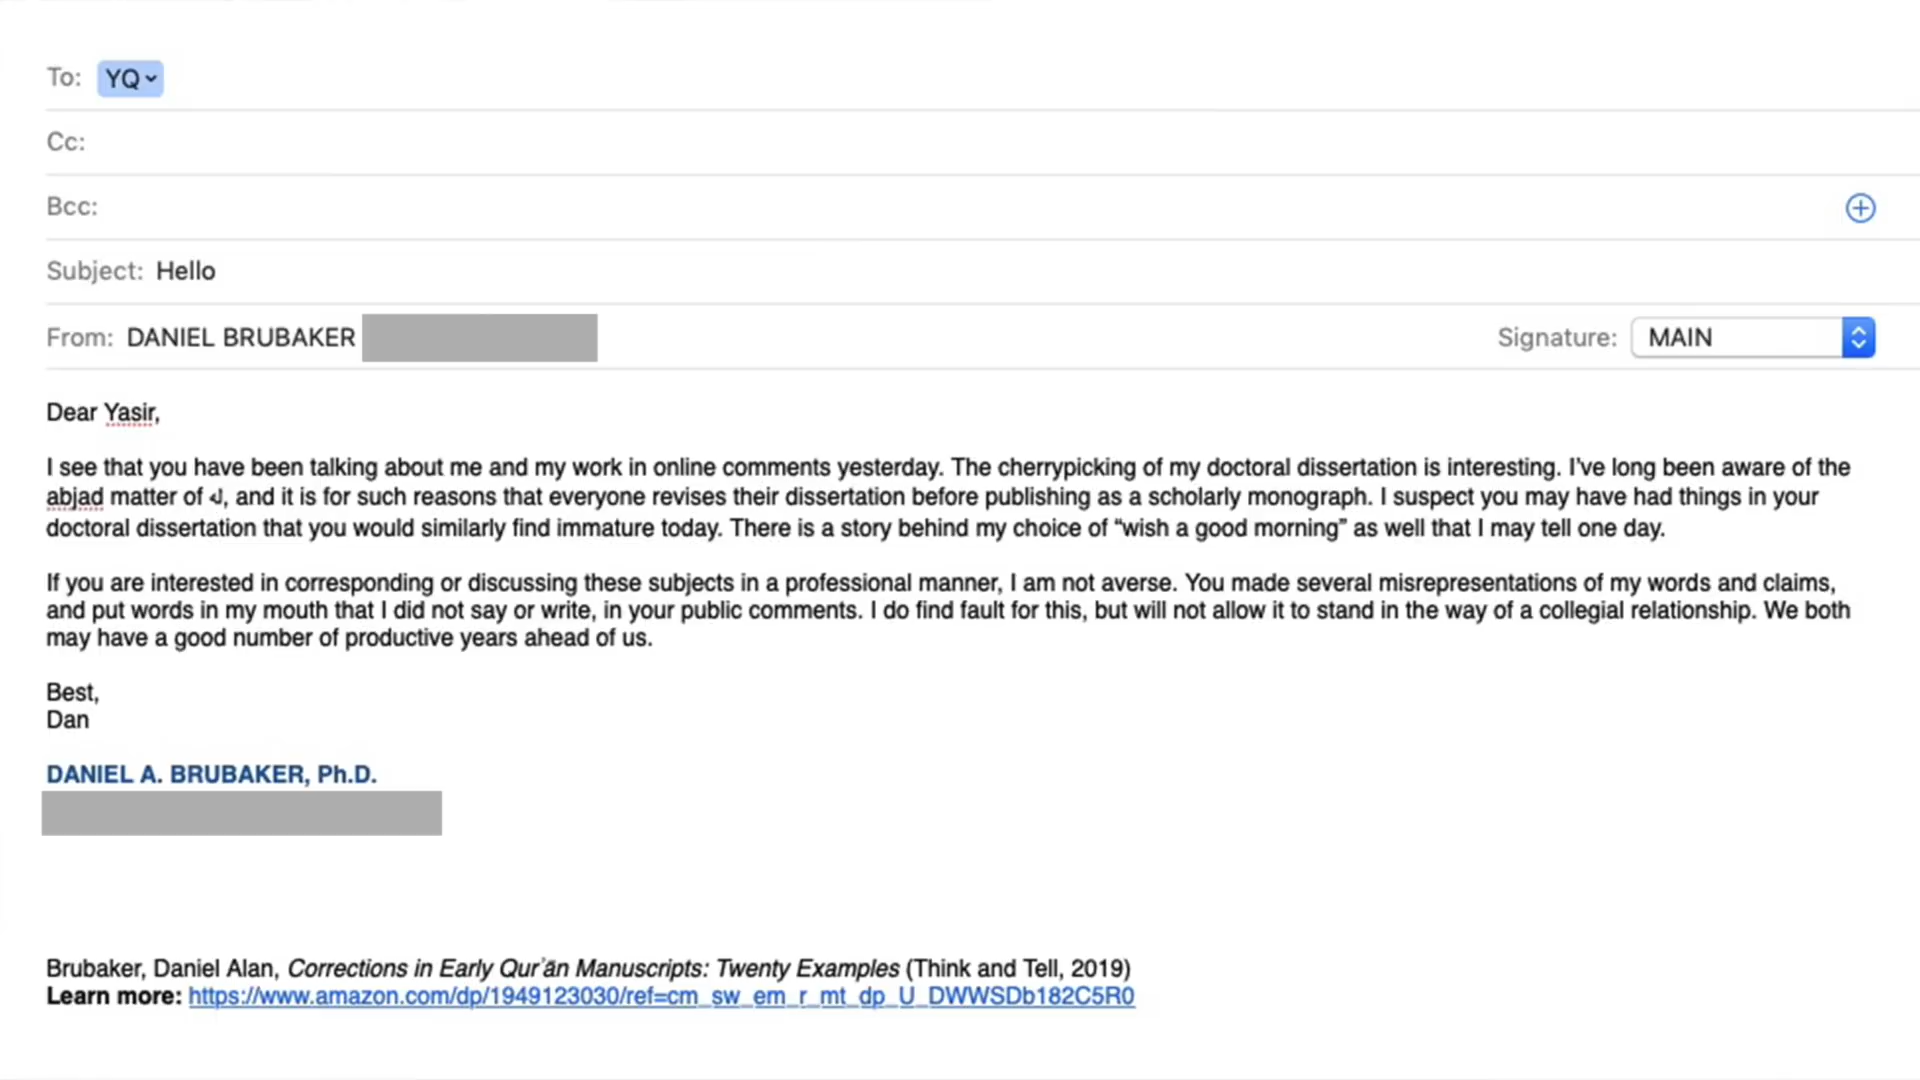 To: YQ
Cc:
Bcc:
Subject: Hello
From: DANIEL BRUBAKER
Signature: MAIN
Dear Yasir,
I see that you have been talking about me and my work in online comments yesterday. The cherrypicking of my doctoral dissertation is interesting. I've long been aware of the
abjad matter of له, and it is for such reasons that everyone revises their dissertation before publishing as a scholarly monograph. I suspect you may have had things in your
doctoral dissertation that you would similarly find immature today. There is a story behind my choice of “wish a good morning” as well that I may tell one day.
If you are interested in corresponding or discussing these subjects in a professional manner, I am not averse. You made several misrepresentations of my words and claims,
and put words in my mouth that I did not say or write, in your public comments. I do find fault for this, but will not allow it to stand in the way of a collegial relationship. We both
may have a good number of productive years ahead of us.
Best,
Dan
DANIEL A. BRUBAKER, Ph.D.
Brubaker, Daniel Alan, Corrections in Early Qurʾān Manuscripts: Twenty Examples (Think and Tell, 2019)
Learn more: https://www.amazon.com/dp/1949123030/ref=cm_sw_em_r_mt_dp_U_DWWSDb182C5R0